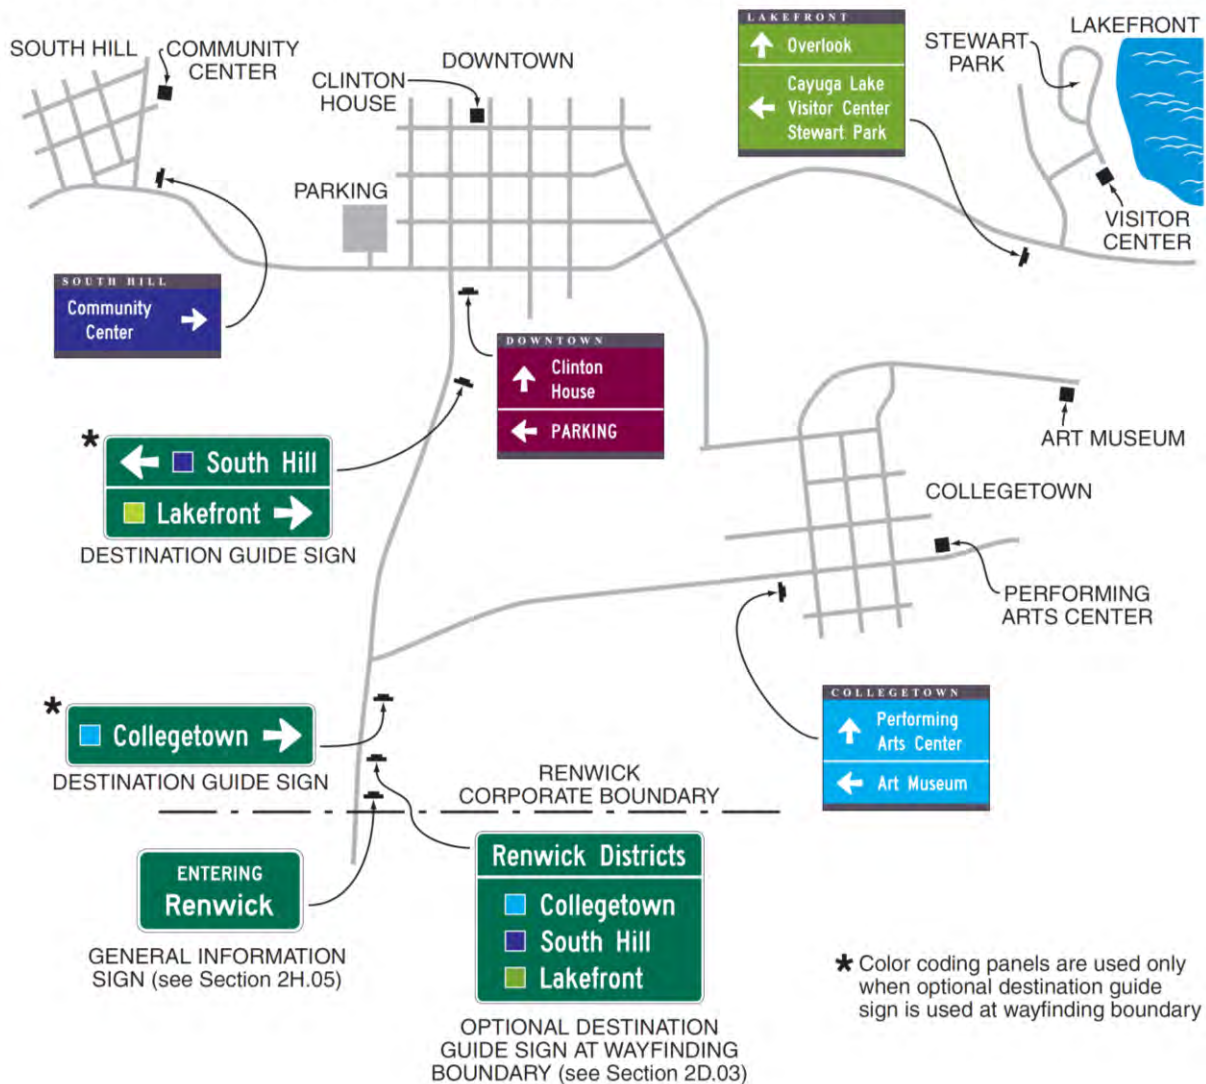 SOUTH HILL
COMMUNITY
CENTER
CLINTON
HOUSE
DOWNTOWN
PARKING
LAKEFRONT
Overlook
Cayuga Lake
Visitor Center
Stewart Park
STEWART
PARK
LAKEFRONT
VISITOR
CENTER
SOUTH HILL
Community
Center
DOWNTOWN
Clinton
House
PARKING
*
South Hill
Lakefront
DESTINATION GUIDE SIGN
ART MUSEUM
COLLEGETOWN
PERFORMING
ARTS CENTER
*
Collegetown
DESTINATION GUIDE SIGN
COLLEGETOWN
Performing
Arts Center
Art Museum
RENWICK
CORPORATE BOUNDARY
ENTERING
Renwick
GENERAL INFORMATION
SIGN (see Section 2H.05)
Renwick Districts
Collegetown
South Hill
Lakefront
OPTIONAL DESTINATION
GUIDE SIGN AT WAYFINDING
BOUNDARY (see Section 2D.03)
* Color coding panels are used only
when optional destination guide
sign is used at wayfinding boundary